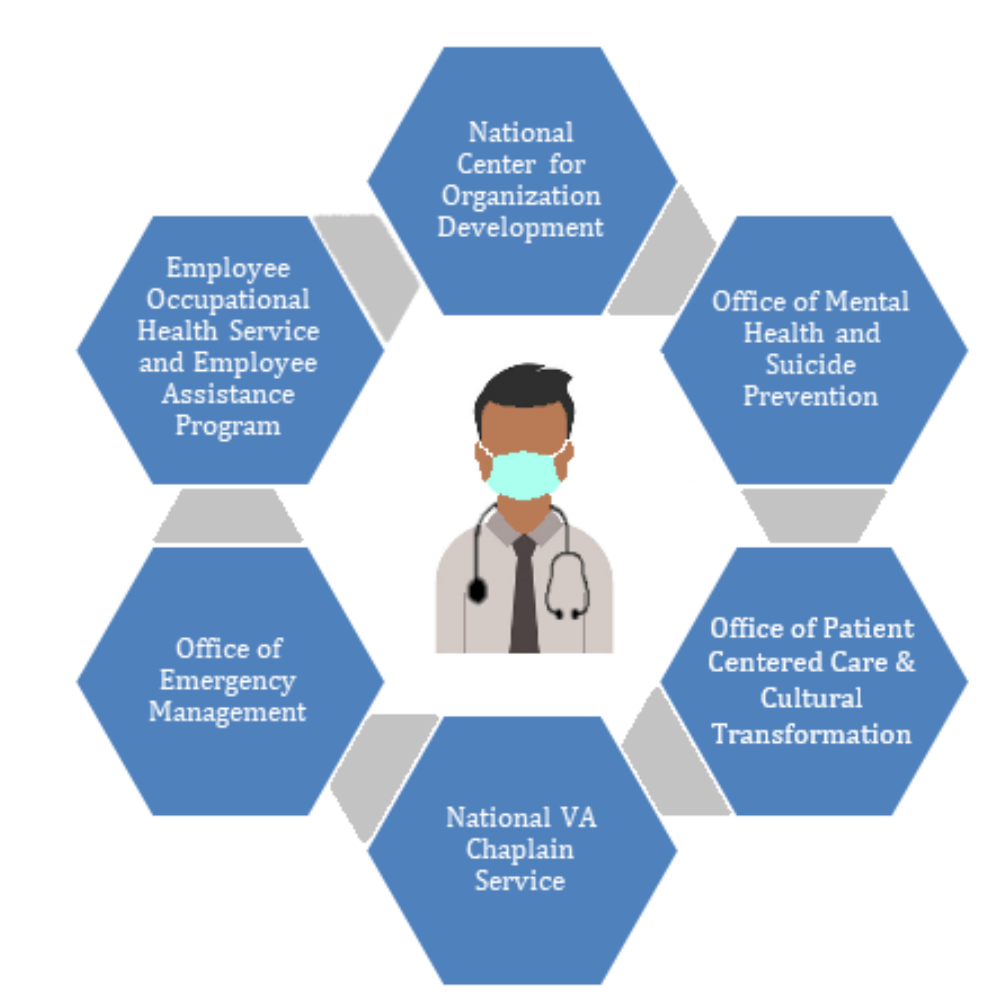 National
Center for
Organization
Development
Office of Mental
Health and
Suicide
Prevention
Office of Patient
Centered Care &
Cultural
Transformation
National VA
Chaplain
Service
Office of
Emergency
Management
Employee
Occupational
Health Service
and Employee
Assistance
Program